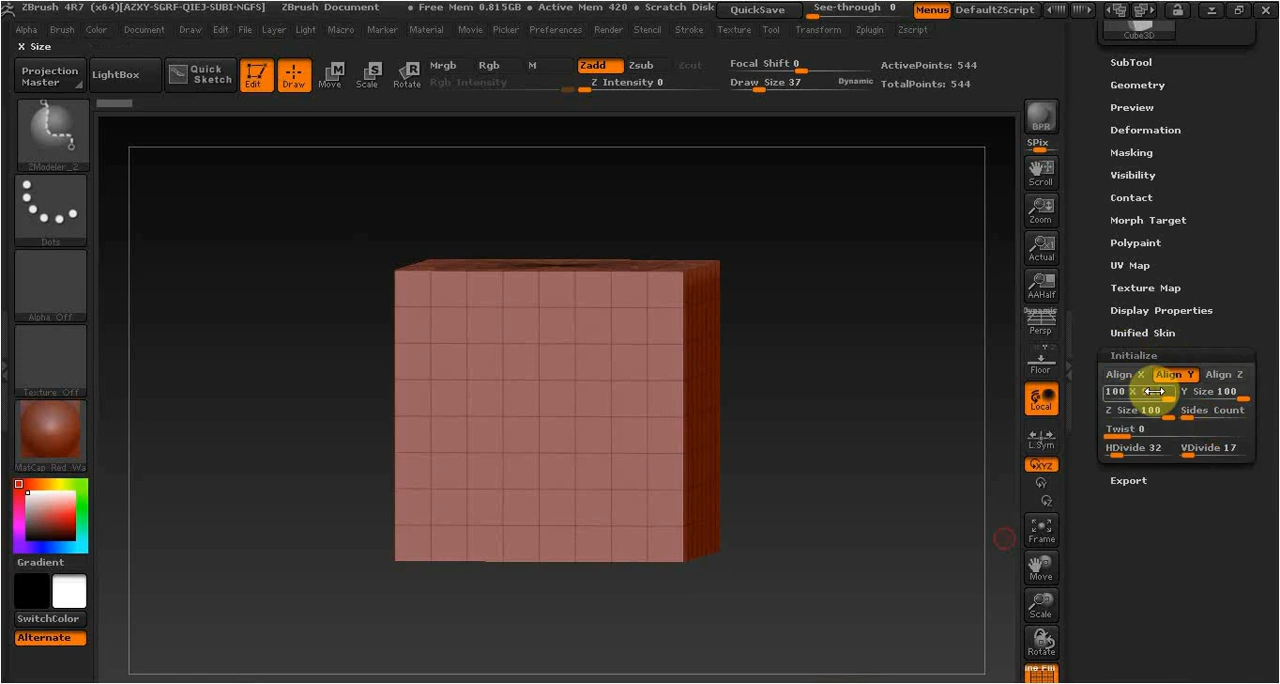 ZBrush 4R7 (x64)[AZXY-SGRF-QIEJ-SUBI-NGFS] ZBrush Document • Free Mem 0.815GB • Active Mem 420 • Scratch Disk QuickSave See-through 0 Menus DefaultZScript
Alpha Brush Color Document Draw Edit File Layer Light Macro Marker Material Movie Picker Preferences Render Stencil Stroke Texture Tool Transform Zplugin Zscript
X Size
Projection Master
LightBox
Quick Sketch
Edit
Draw
Move
Scale
Rotate
Mrgb Rgb M
Rgb Intensity
Zadd Zsub Zcut
Z Intensity 0
Focal Shift 0
Draw Size 37 Dynamic
ActivePoints: 544
TotalPoints: 544
ZModeler_2
Dots
Alpha Off
Texture Off
MatCap Red Wa
Gradient
SwitchColor
Alternate
BPR
SPix
Scroll
Zoom
Actual
AAHalf
Dynamic
Persp
Floor
Local
L.Sym
XYZ
Y
Z
Frame
Move
Scale
Rotate
Cube3D
SubTool
Geometry
Preview
Deformation
Masking
Visibility
Contact
Morph Target
Polypaint
UV Map
Texture Map
Display Properties
Unified Skin
Initialize
Align X Align Y Align Z
100 X Y Size 100
Z Size 100 Sides Count
Twist 0
HDivide 32 VDivide 17
Export